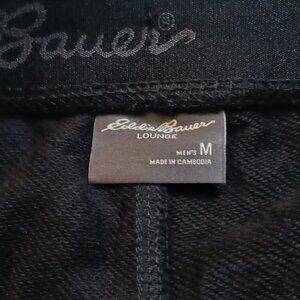 Bauer®
Eddie Bauer
LOUNGE
MEN'S M
MADE IN CAMBODIA